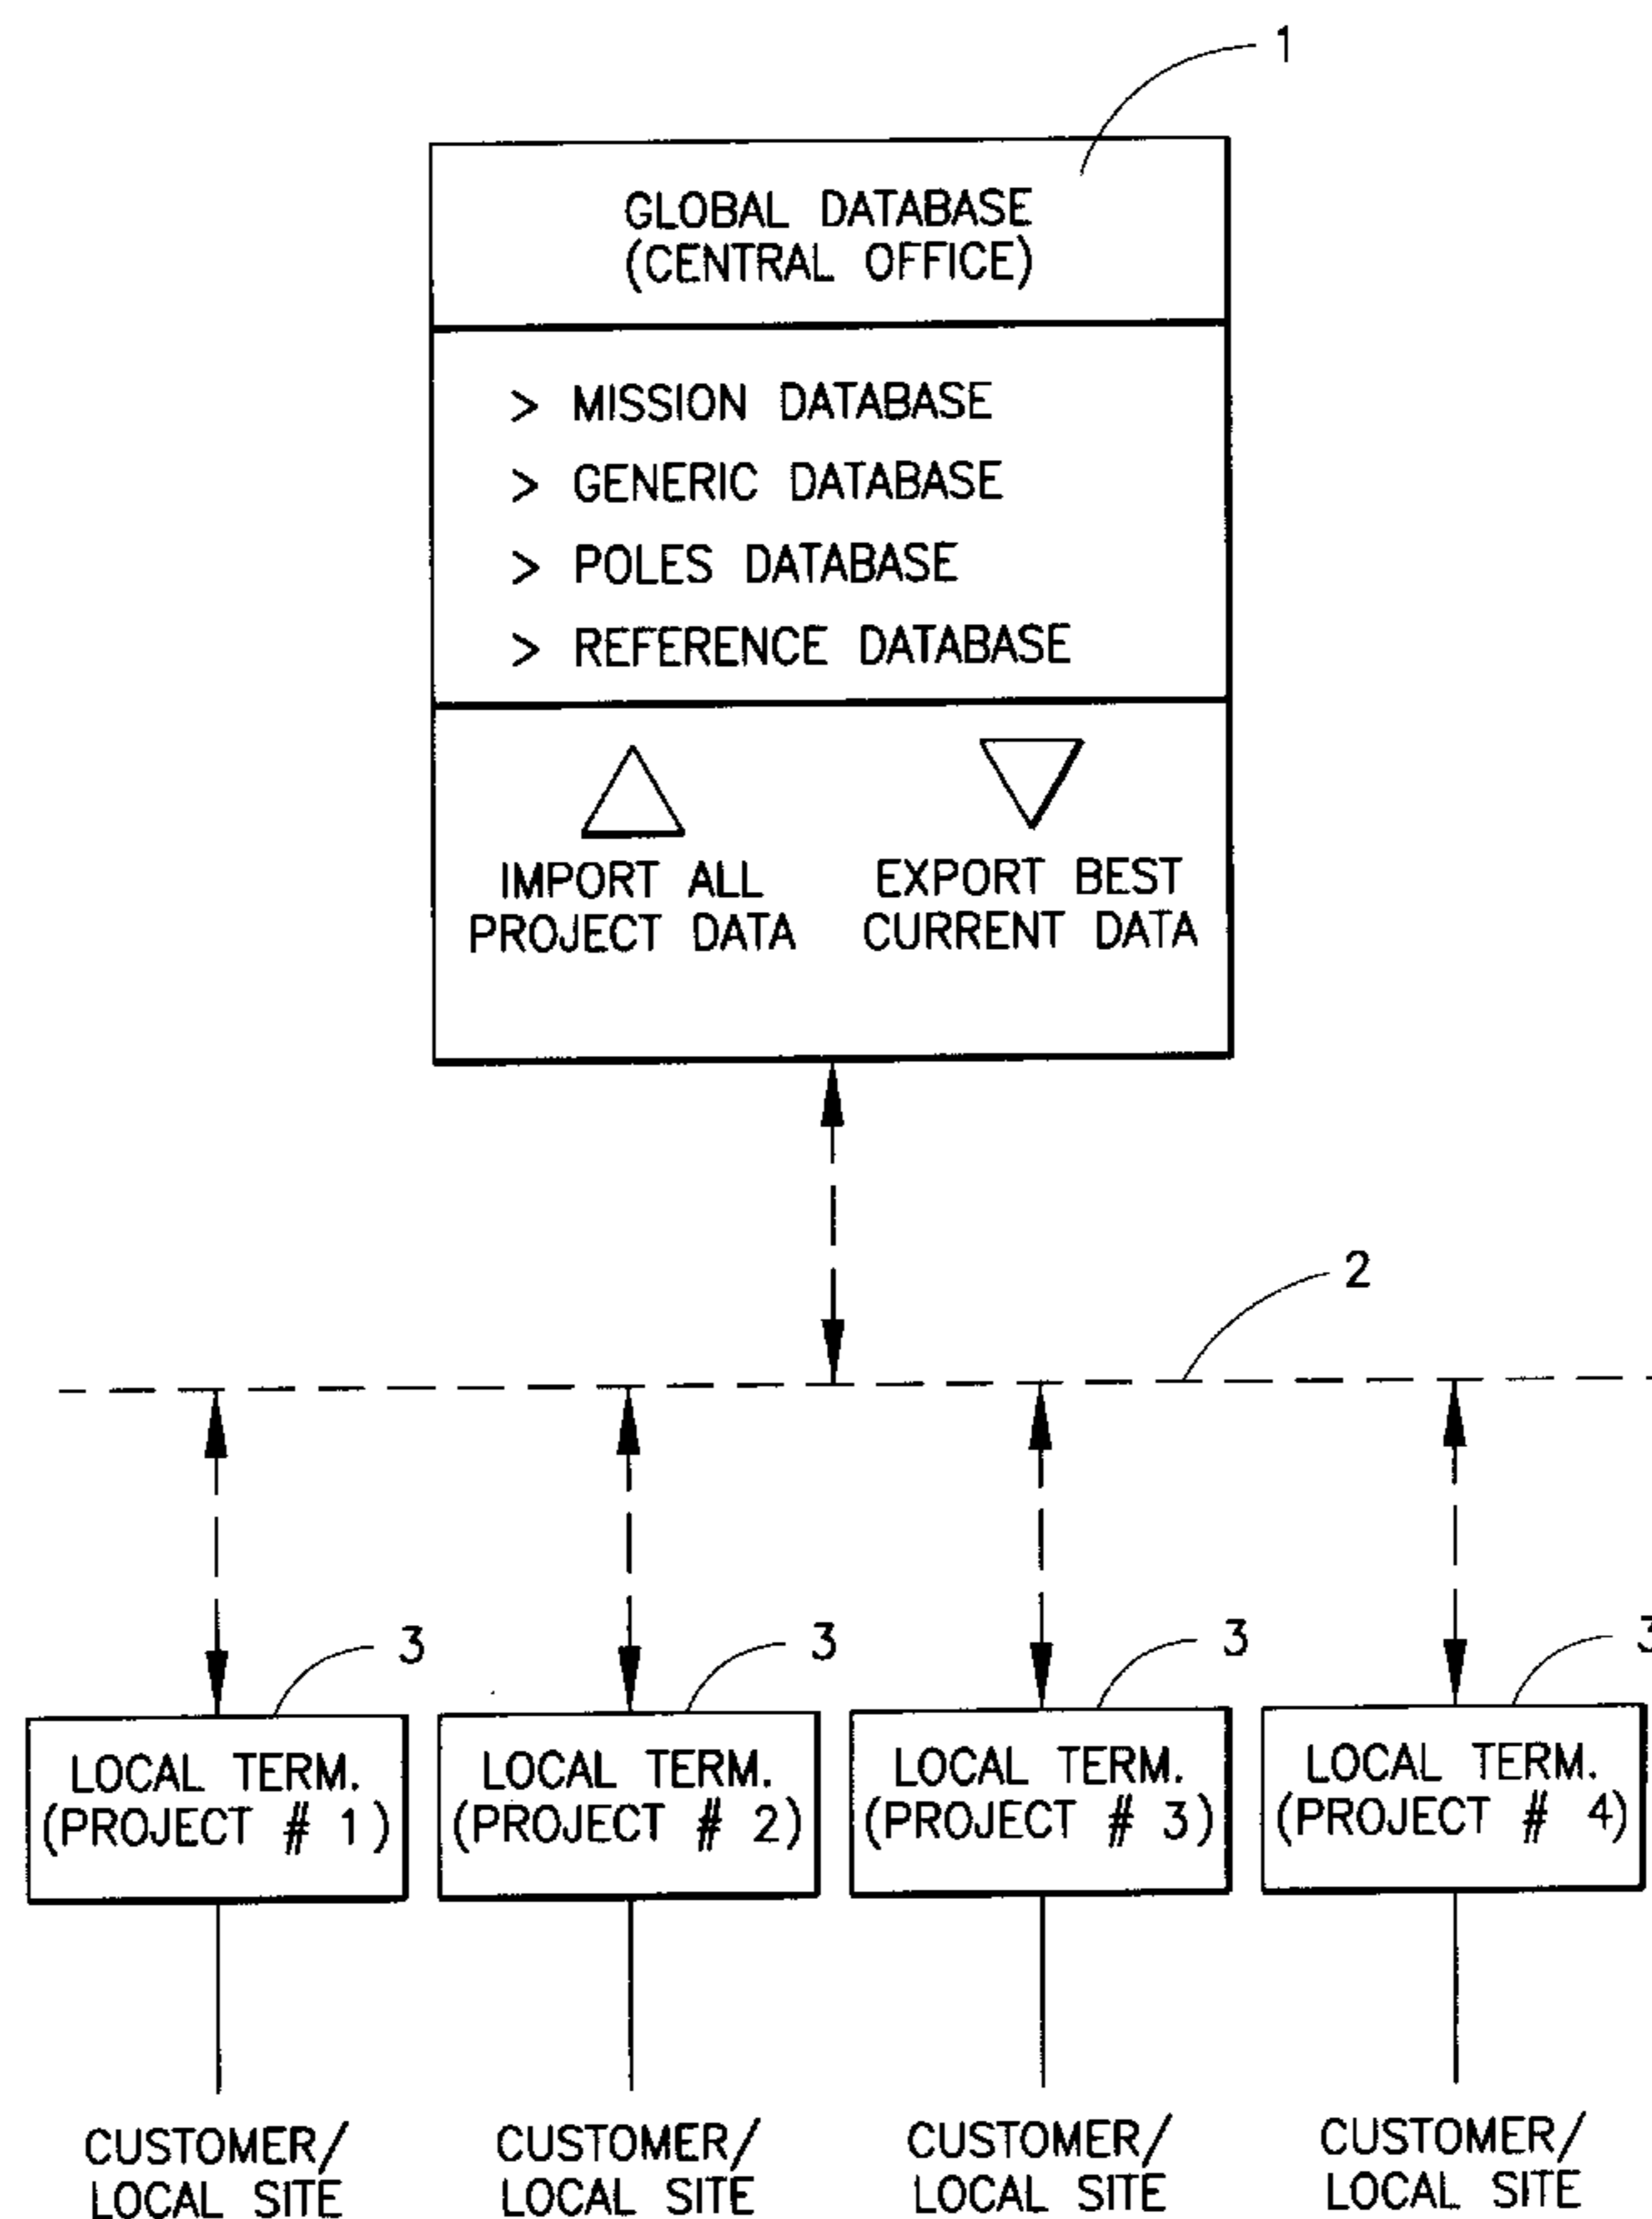 1
GLOBAL DATABASE
(CENTRAL OFFICE)
> MISSION DATABASE
> GENERIC DATABASE
> POLES DATABASE
> REFERENCE DATABASE
IMPORT ALL
PROJECT DATA
EXPORT BEST
CURRENT DATA
2
3
3
3
3
LOCAL TERM.
(PROJECT # 1)
LOCAL TERM.
(PROJECT # 2)
LOCAL TERM.
(PROJECT # 3)
LOCAL TERM.
(PROJECT # 4)
CUSTOMER/
LOCAL SITE
CUSTOMER/
LOCAL SITE
CUSTOMER/
LOCAL SITE
CUSTOMER/
LOCAL SITE